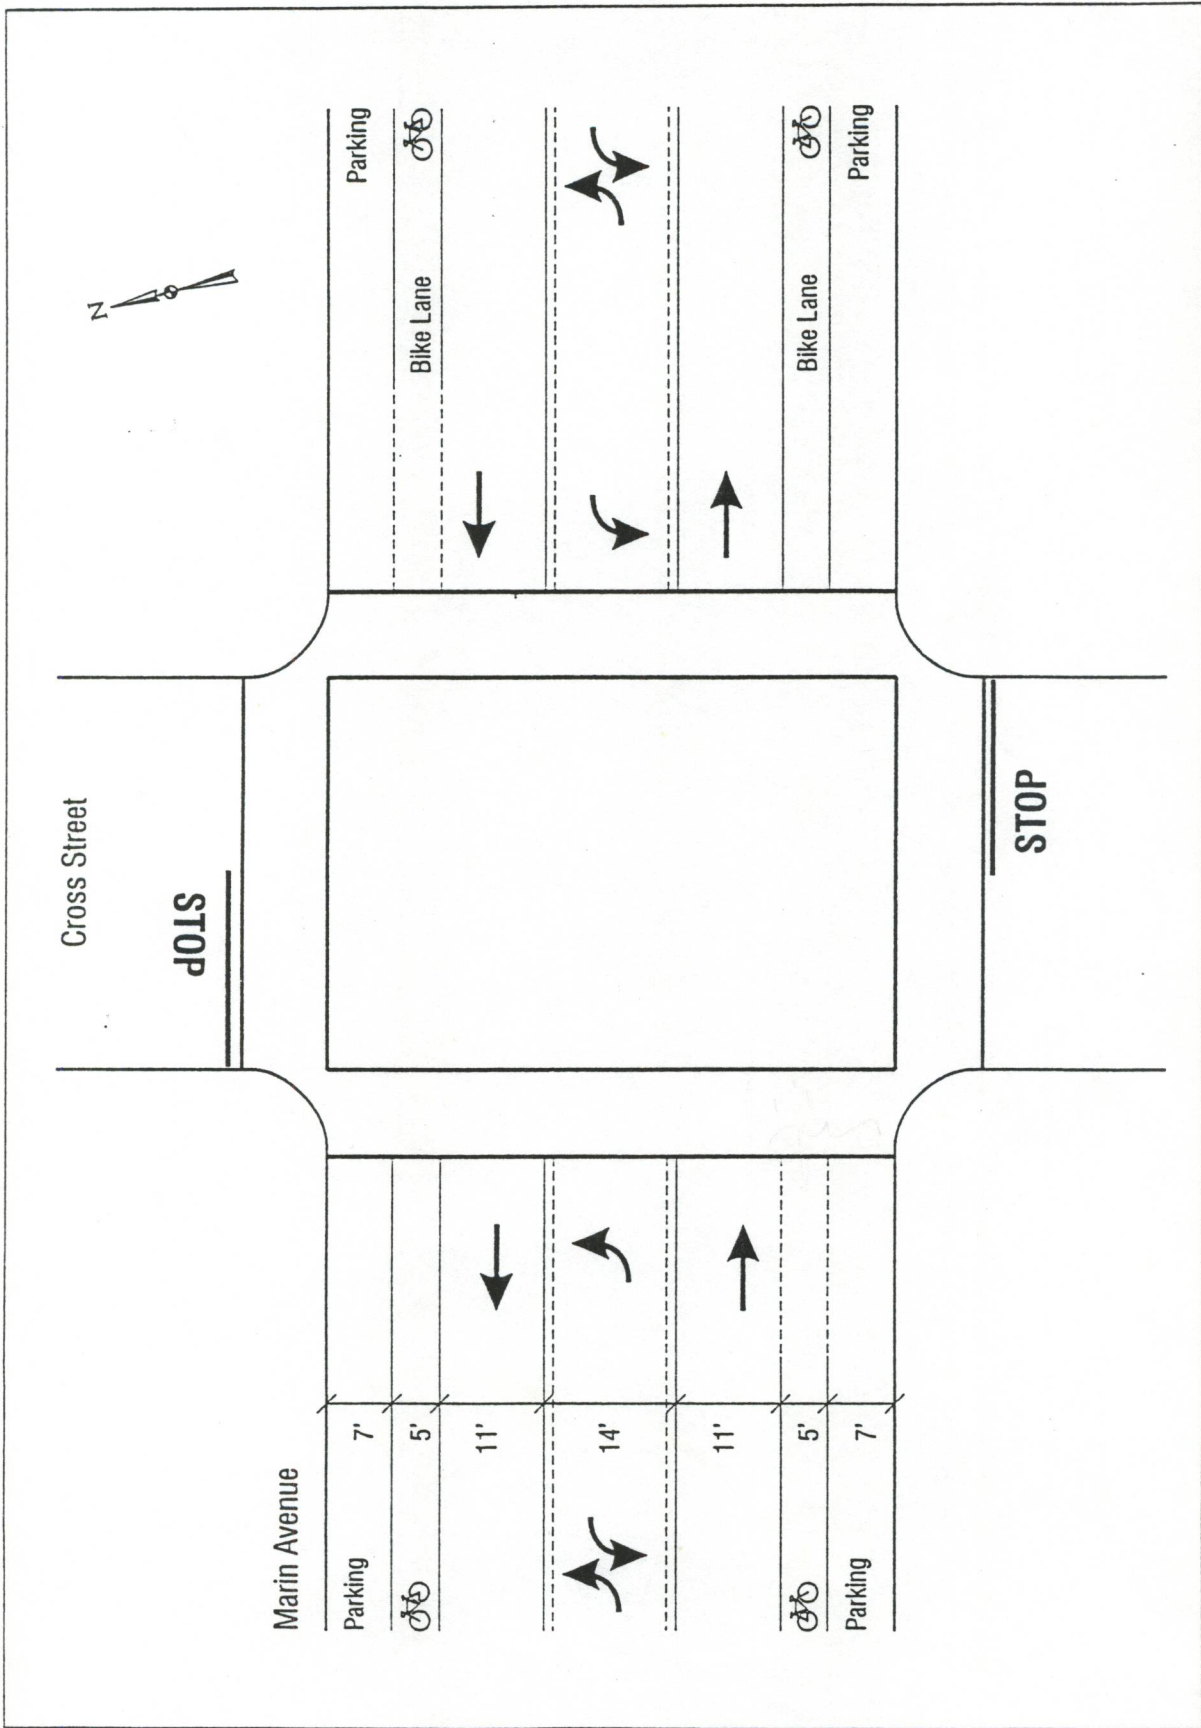 N
Cross Street
STOP
Marin Avenue
Parking
Parking
7'
5'
Bike Lane
11'
14'
11'
5'
Bike Lane
7'
Parking
Parking
STOP